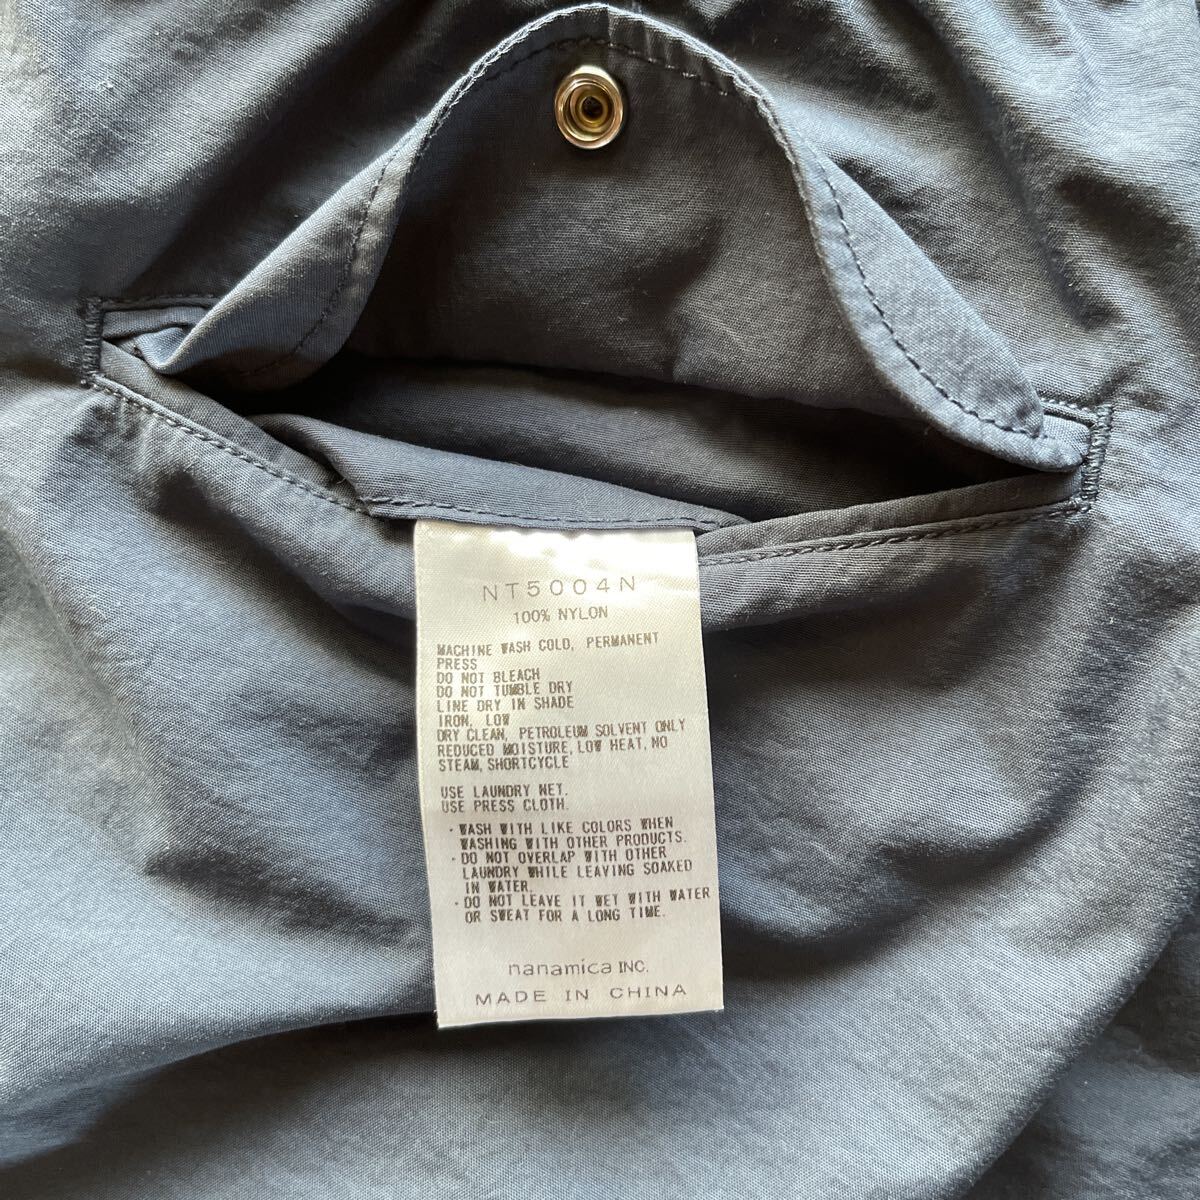 NT5004N
100% NYLON
MACHINE WASH COLD, PERMANENT
PRESS
DO NOT BLEACH
DO NOT TUMBLE DRY
LINE DRY IN SHADE
IRON, LOW
DRY CLEAN, PETROLEUM SOLVENT ONLY
REDUCED MOISTURE, LOW HEAT, NO
STEAM, SHORTCYCLE
USE LAUNDRY NET.
USE PRESS CLOTH.
・WASH WITH LIKE COLORS WHEN
WASHING WITH OTHER PRODUCTS.
・DO NOT OVERLAP WITH OTHER
LAUNDRY WHILE LEAVING SOAKED
IN WATER.
・DO NOT LEAVE IT WET WITH WATER
OR SWEAT FOR A LONG TIME.
nanamica INC.
MADE IN CHINA